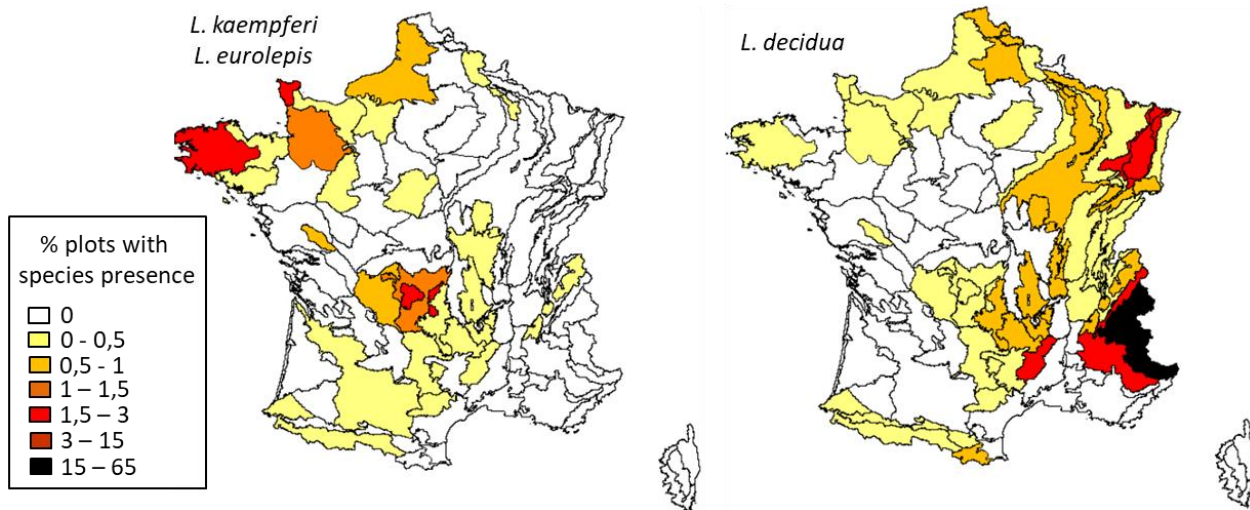 L. kaempferi
L. eurolepis
L. decidua
% plots with
species presence
0
0 - 0,5
0,5 - 1
1 – 1,5
1,5 – 3
3 – 15
15 – 65